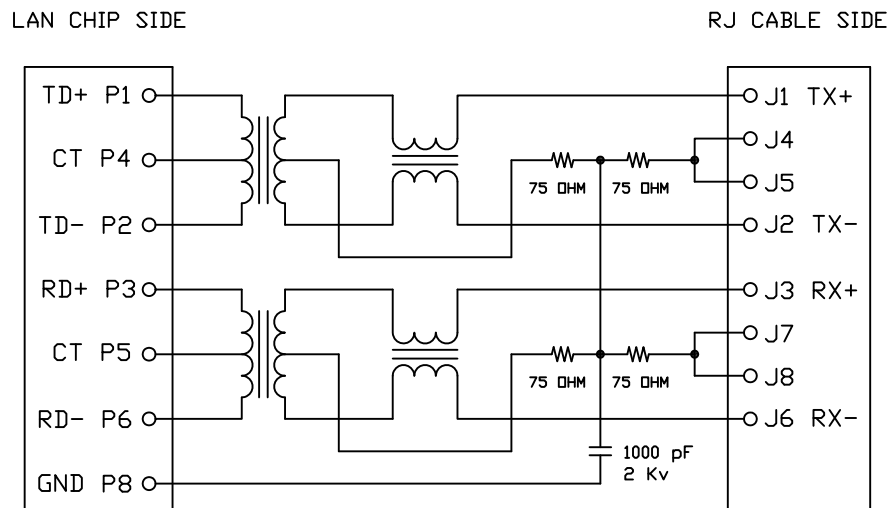 LAN CHIP SIDE
RJ CABLE SIDE
TD+ P1
J1 TX+
J4
CT P4
75 OHM
75 OHM
J5
TD- P2
J2 TX-
RD+ P3
J3 RX+
J7
CT P5
75 OHM
75 OHM
J8
RD- P6
J6 RX-
1000 pF
2 Kv
GND P8